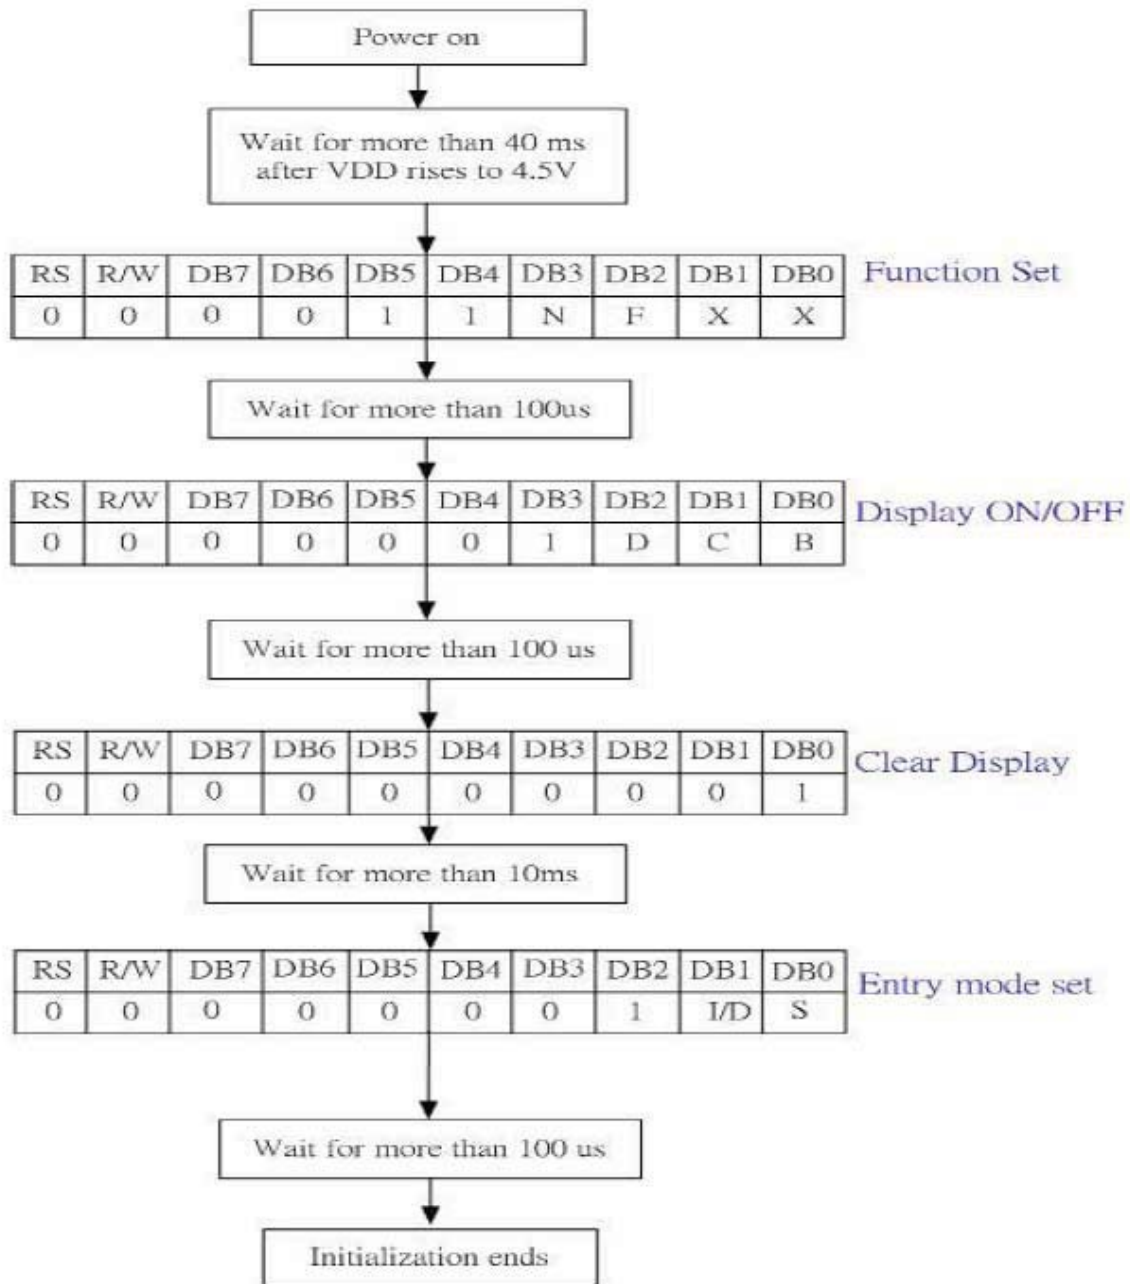 Power on
Wait for more than 40 ms
after VDD rises to 4.5V
RS R/W DB7 DB6 DB5 DB4 DB3 DB2 DB1 DB0
Function Set
0 0 0 0 1 1 N F X X
Wait for more than 100us
RS R/W DB7 DB6 DB5 DB4 DB3 DB2 DB1 DB0
Display ON/OFF
0 0 0 0 0 0 1 D C B
Wait for more than 100 us
RS R/W DB7 DB6 DB5 DB4 DB3 DB2 DB1 DB0
Clear Display
0 0 0 0 0 0 0 0 0 1
Wait for more than 10ms
RS R/W DB7 DB6 DB5 DB4 DB3 DB2 DB1 DB0
Entry mode set
0 0 0 0 0 0 0 1 I/D S
Wait for more than 100 us
Initialization ends